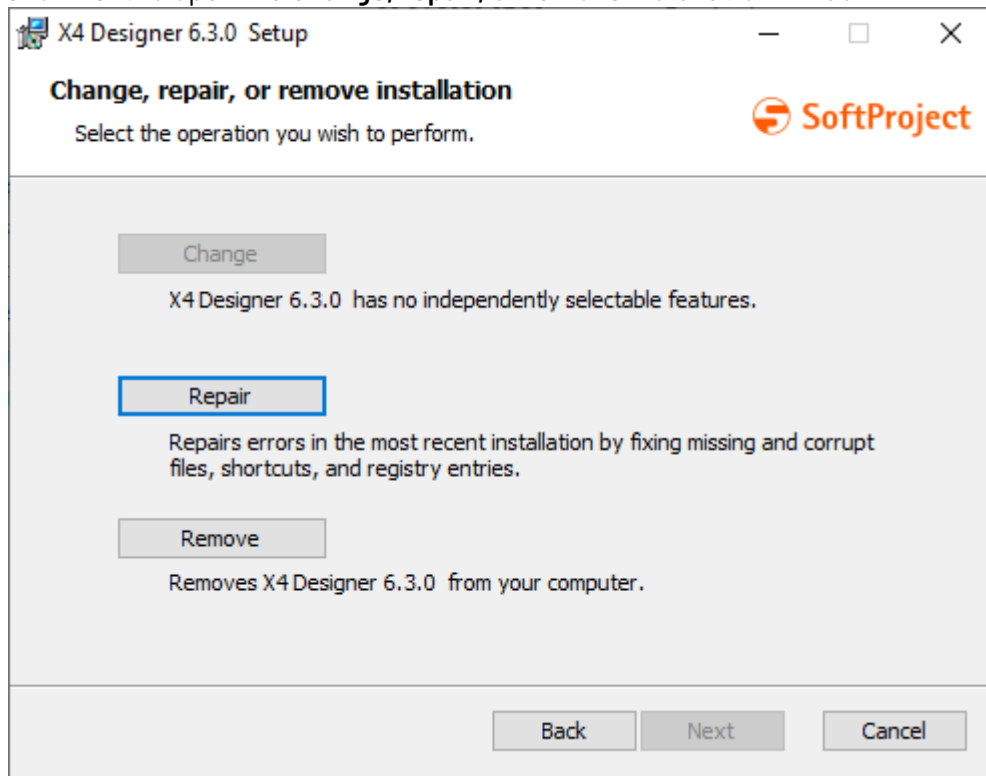 X4 Designer 6.3.0 Setup
Change, repair, or remove installation
Select the operation you wish to perform.
SoftProject
Change
X4 Designer 6.3.0 has no independently selectable features.
Repair
Repairs errors in the most recent installation by fixing missing and corrupt
files, shortcuts, and registry entries.
Remove
Removes X4 Designer 6.3.0 from your computer.
Back
Next
Cancel